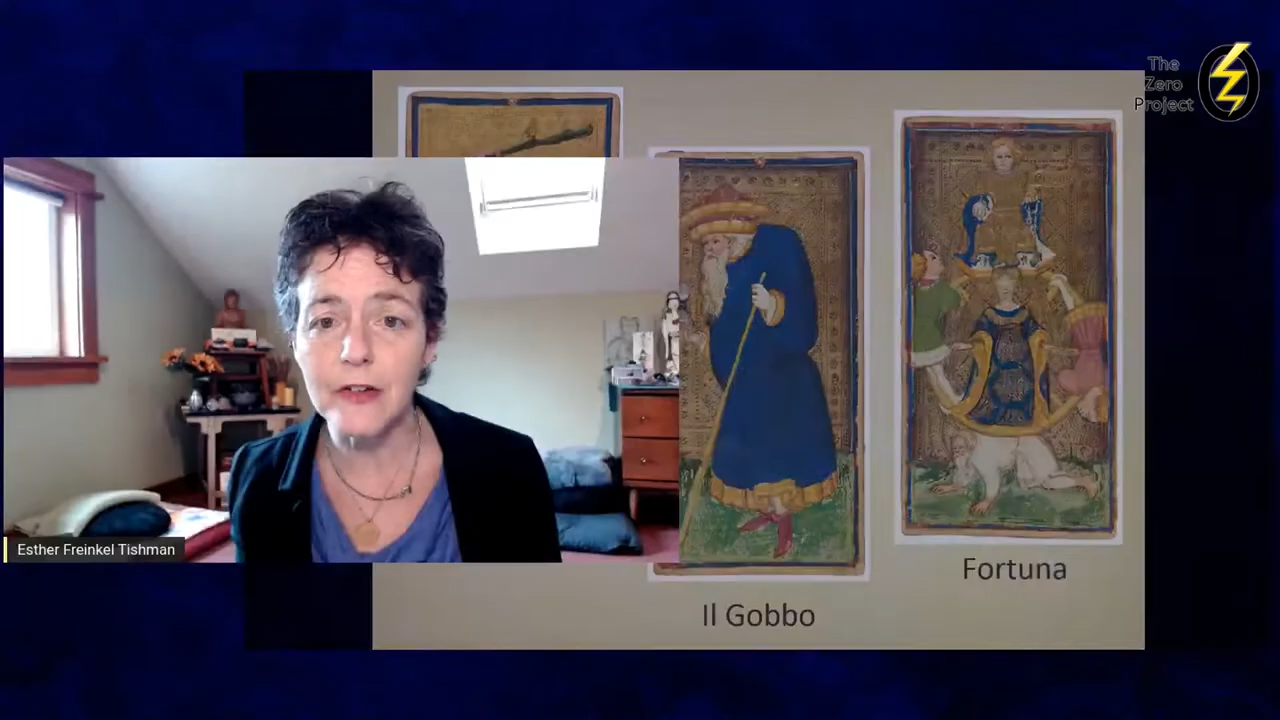 The
Zero
Project
Esther Freinkel Tishman
Fortuna
Il Gobbo